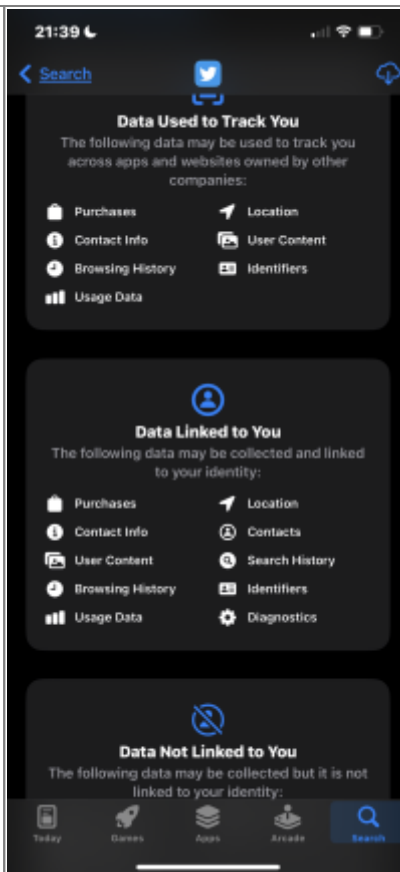 21:39
Search
Data Used to Track You
The following data may be used to track you
across apps and websites owned by other
companies:
Purchases
Location
Contact Info
User Content
Browsing History
Identifiers
Usage Data
Data Linked to You
The following data may be collected and linked
to your identity:
Purchases
Location
Contact Info
Contacts
User Content
Search History
Browsing History
Identifiers
Usage Data
Diagnostics
Data Not Linked to You
The following data may be collected but it is not
linked to your identity:
Today
Games
Apps
Arcade
Search